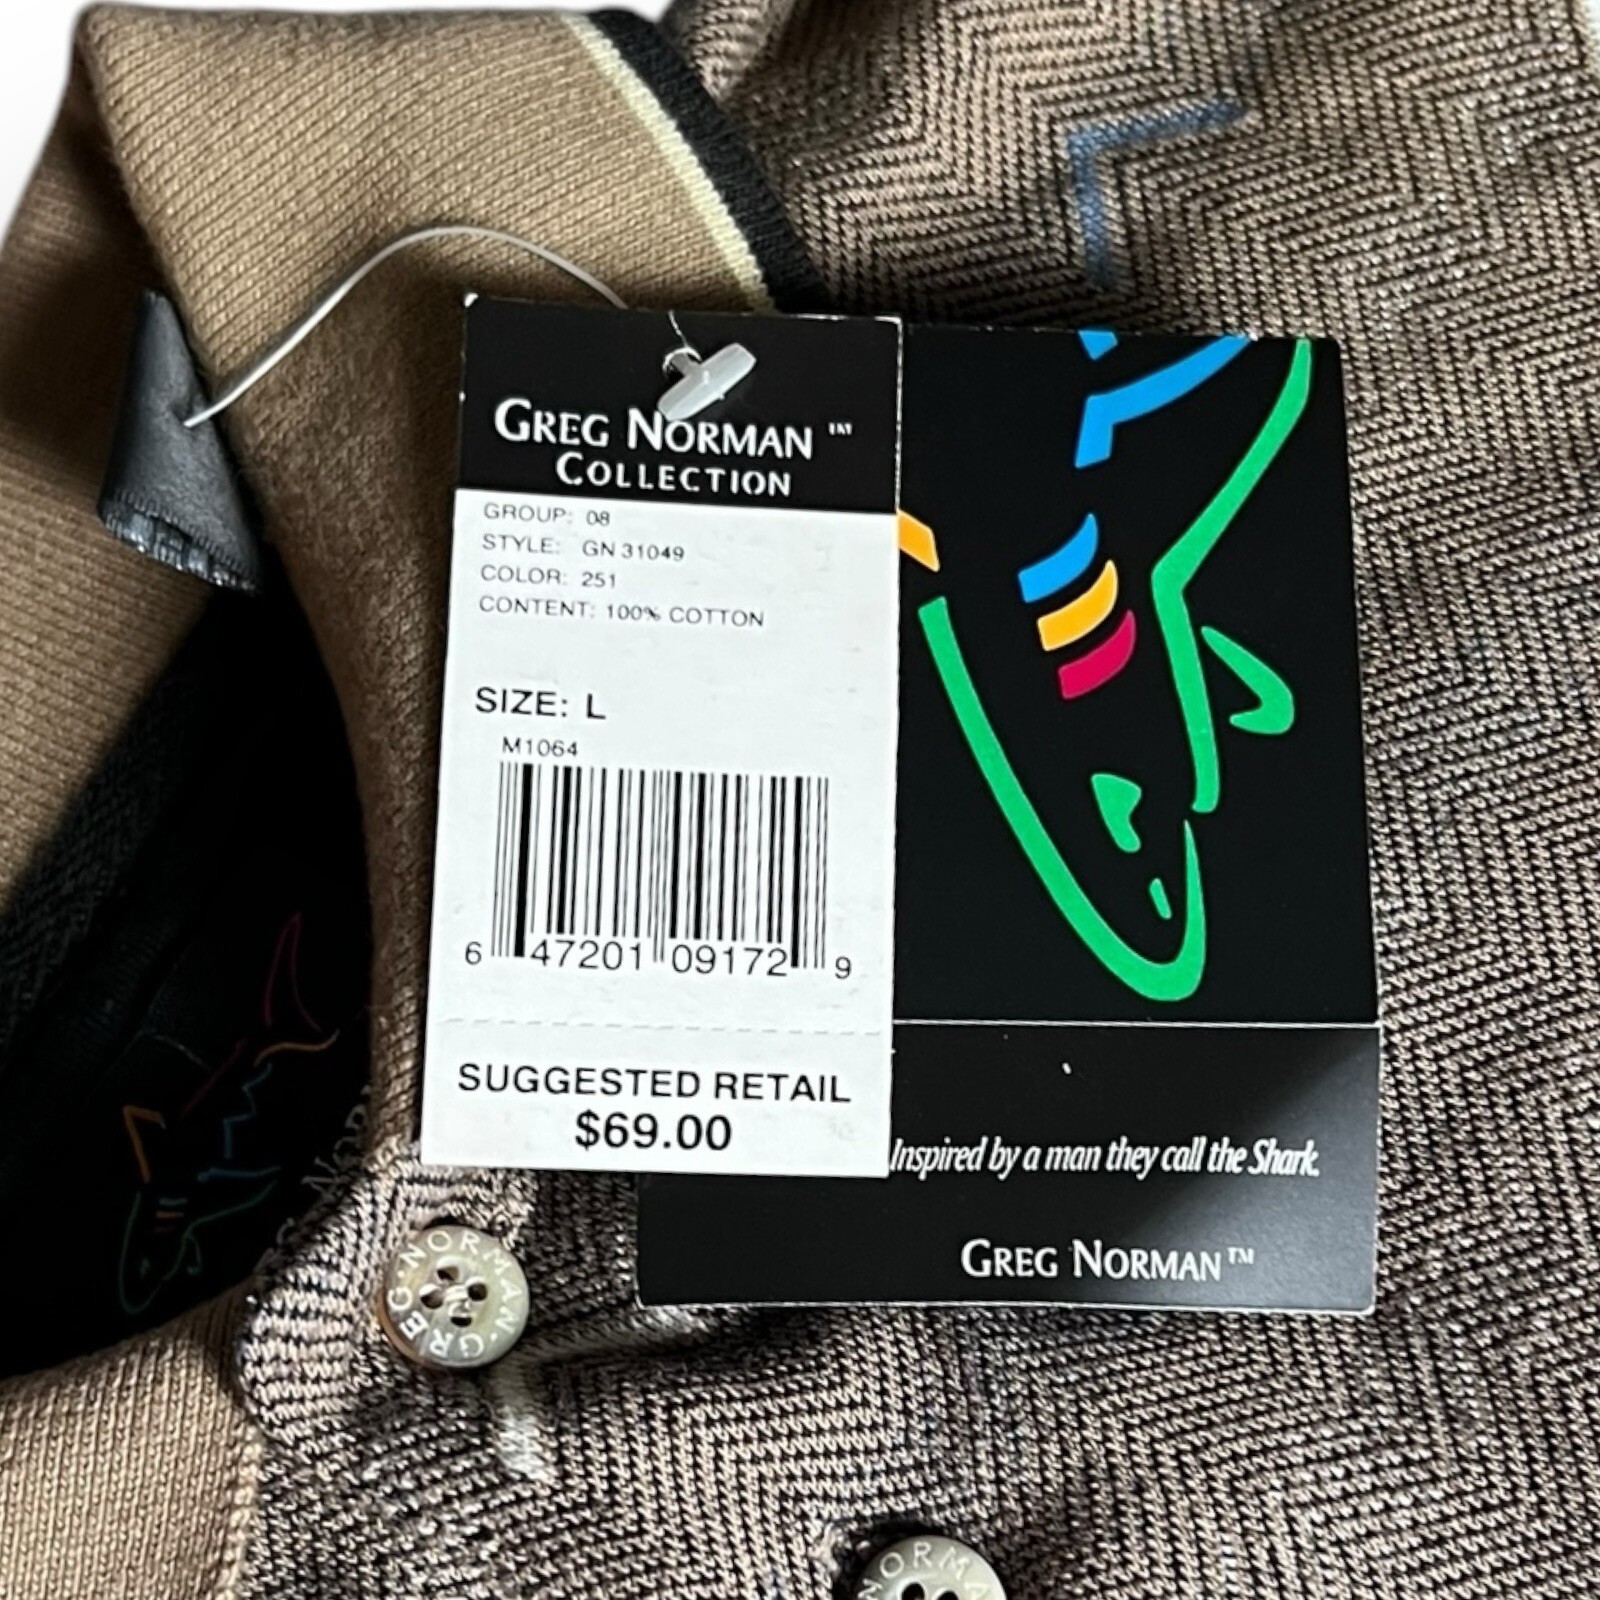 GREG NORMAN™
COLLECTION
GROUP: 08
STYLE: GN 31049
COLOR: 251
CONTENT: 100% COTTON
SIZE: L
M1064
6 47201 09172 9
SUGGESTED RETAIL
$69.00
Inspired by a man they call the Shark.
GREG NORMAN™
GREG·NORMAN·
NORMA